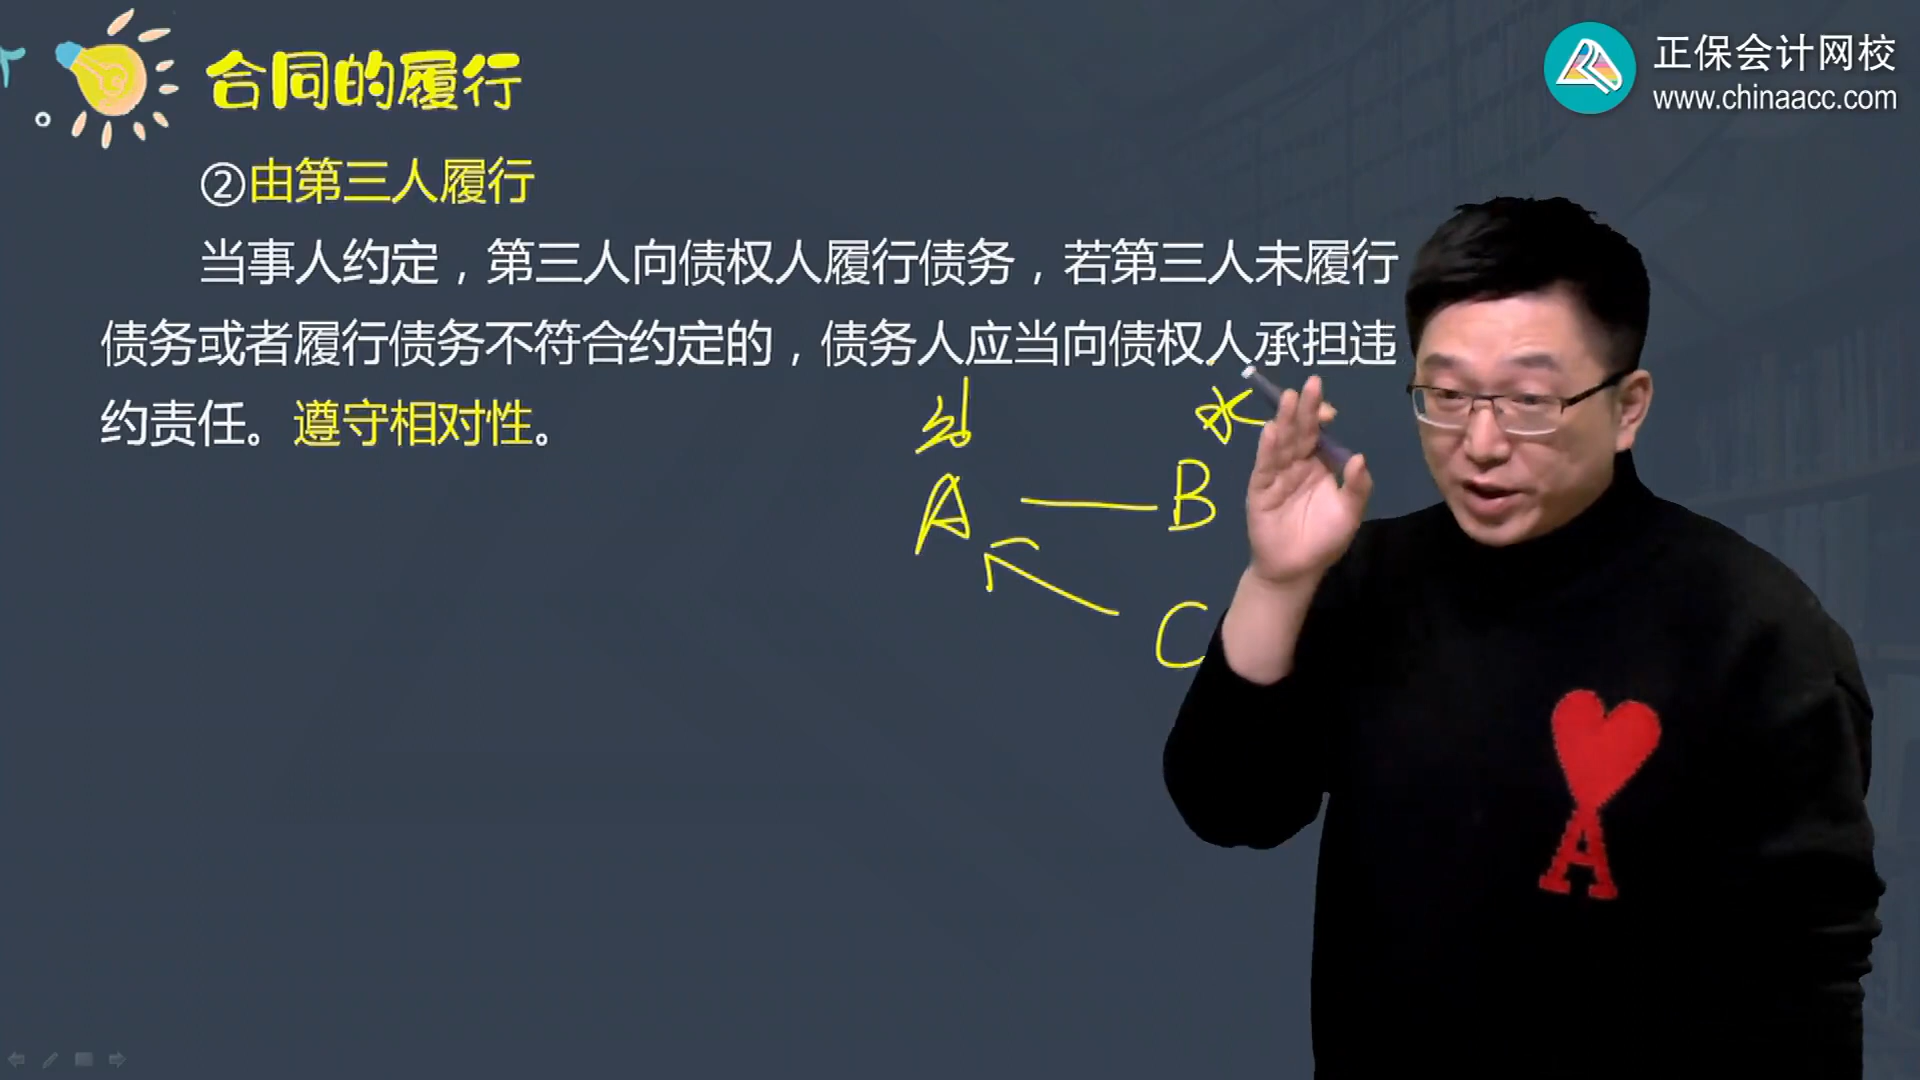 合同的履行
正保会计网校
www.chinaacc.com
②由第三人履行
当事人约定，第三人向债权人履行债务，若第三人未履行
债务或者履行债务不符合约定的，债务人应当向债权人承担违
约责任。遵守相对性。
A
B
C
A